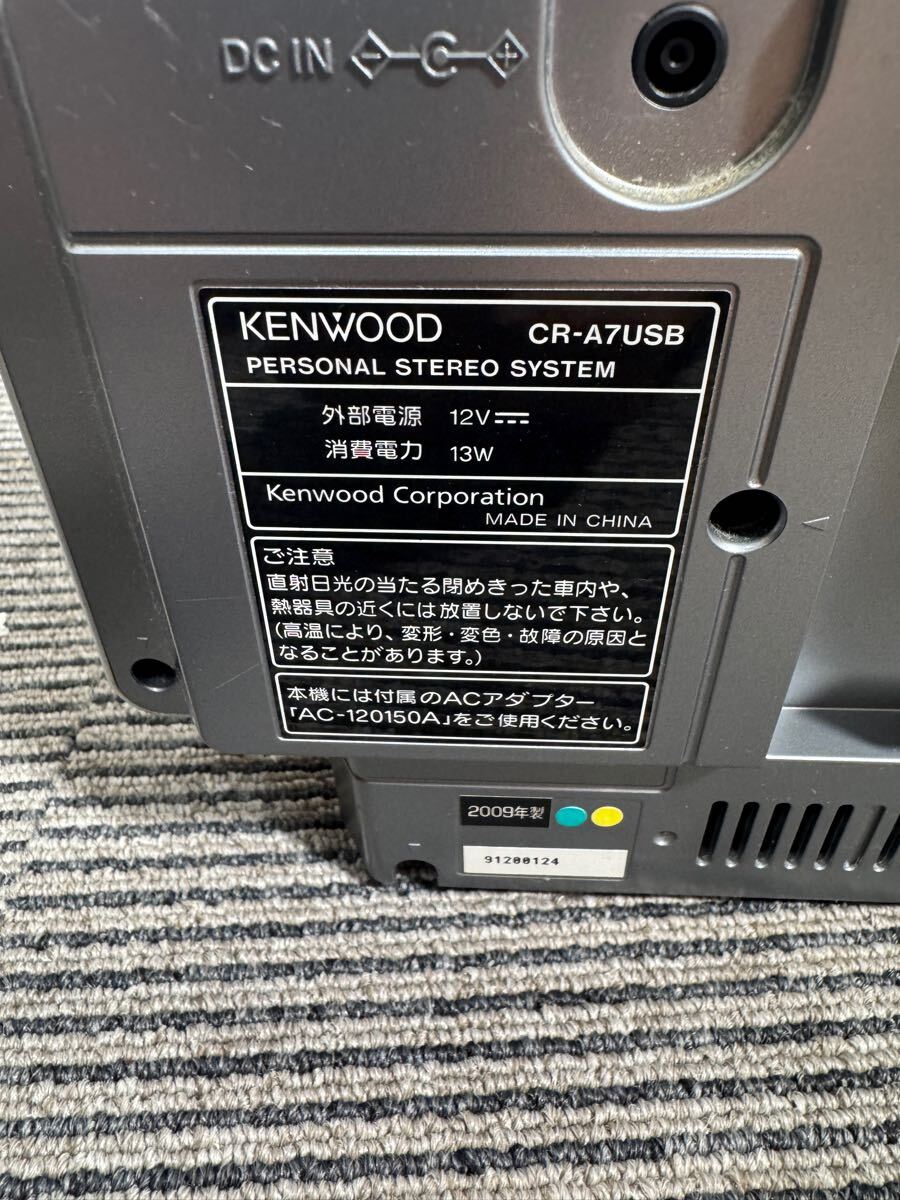 DC IN
KENWOOD CR-A7USB
PERSONAL STEREO SYSTEM
外部電源 12V
消費電力 13W
Kenwood Corporation
MADE IN CHINA
ご注意
直射日光の当たる閉めきった車内や、
熱器具の近くには放置しないで下さい。
(高温により、変形・変色・故障の原因と
なることがあります。)
本機には付属のACアダプター
「AC-120150A」をご使用ください。
2009年製
91200124